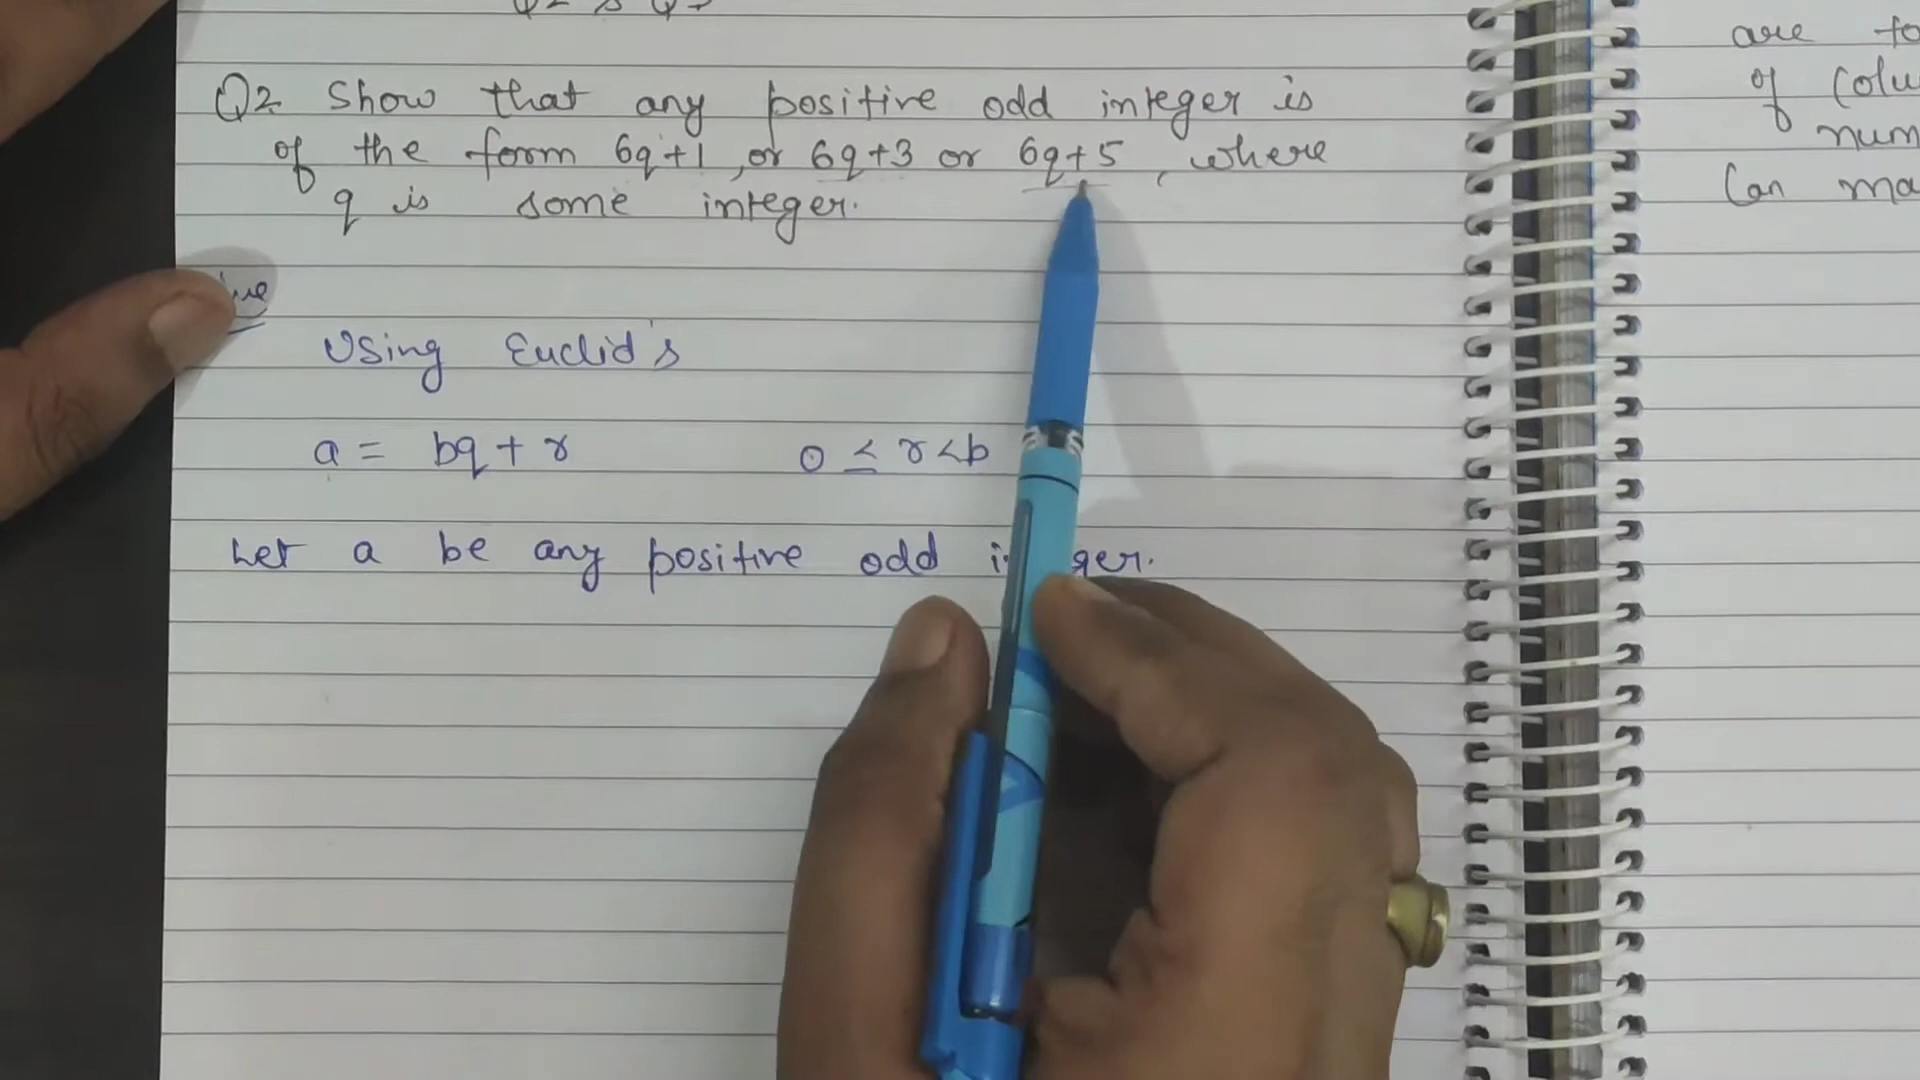 Q2 Show that any positive odd integer is
of the form 6q+1, or 6q+3 or 6q+5, where
q is some integer.
Using Euclid's
a = bq + r 0 ≤ r < b
Let a be any positive odd
are
of
num
Can